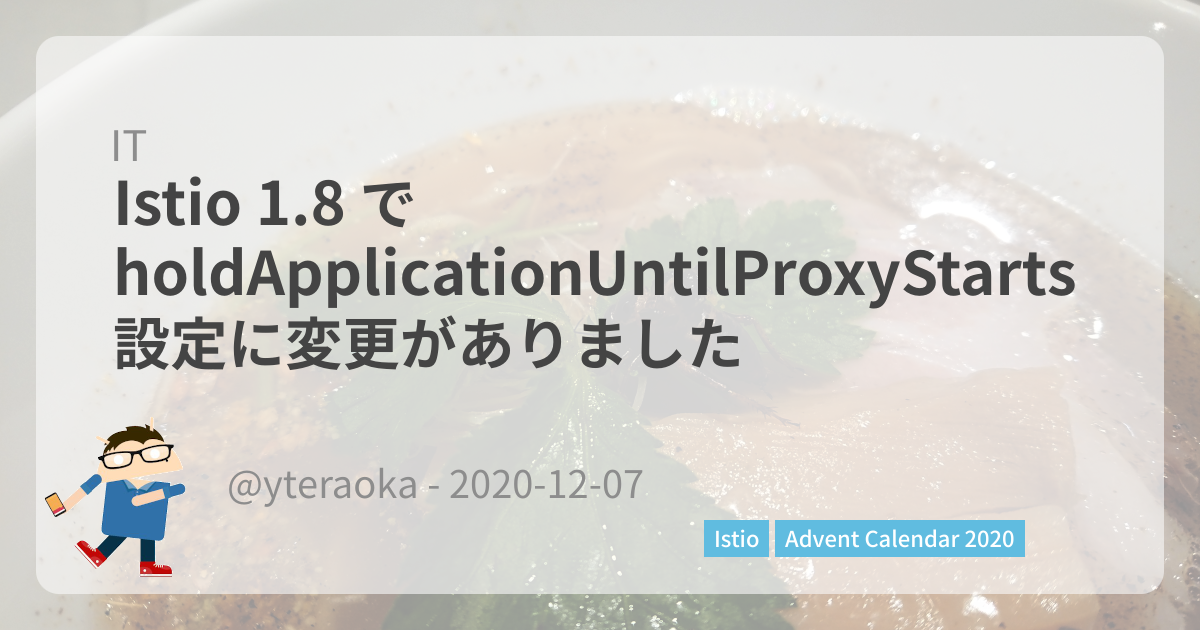 IT
Istio 1.8 で
holdApplicationUntilProxyStarts
設定に変更がありました
@yteraoka - 2020-12-07
Istio Advent Calendar 2020